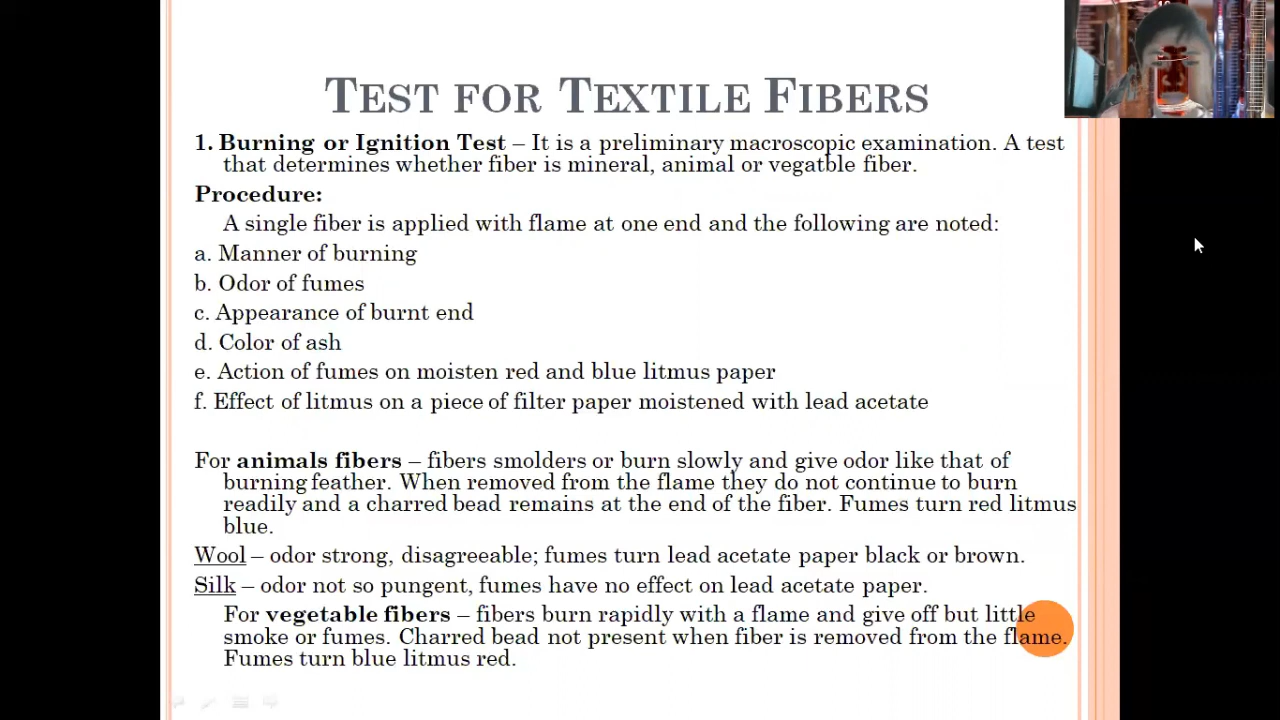 TEST FOR TEXTILE FIBERS
1. Burning or Ignition Test – It is a preliminary macroscopic examination. A test
that determines whether fiber is mineral, animal or vegatble fiber.
Procedure:
A single fiber is applied with flame at one end and the following are noted:
a. Manner of burning
b. Odor of fumes
c. Appearance of burnt end
d. Color of ash
e. Action of fumes on moisten red and blue litmus paper
f. Effect of litmus on a piece of filter paper moistened with lead acetate
For animals fibers – fibers smolders or burn slowly and give odor like that of
burning feather. When removed from the flame they do not continue to burn
readily and a charred bead remains at the end of the fiber. Fumes turn red litmus
blue.
Wool – odor strong, disagreeable; fumes turn lead acetate paper black or brown.
Silk – odor not so pungent, fumes have no effect on lead acetate paper.
For vegetable fibers – fibers burn rapidly with a flame and give off but little
smoke or fumes. Charred bead not present when fiber is removed from the flame.
Fumes turn blue litmus red.